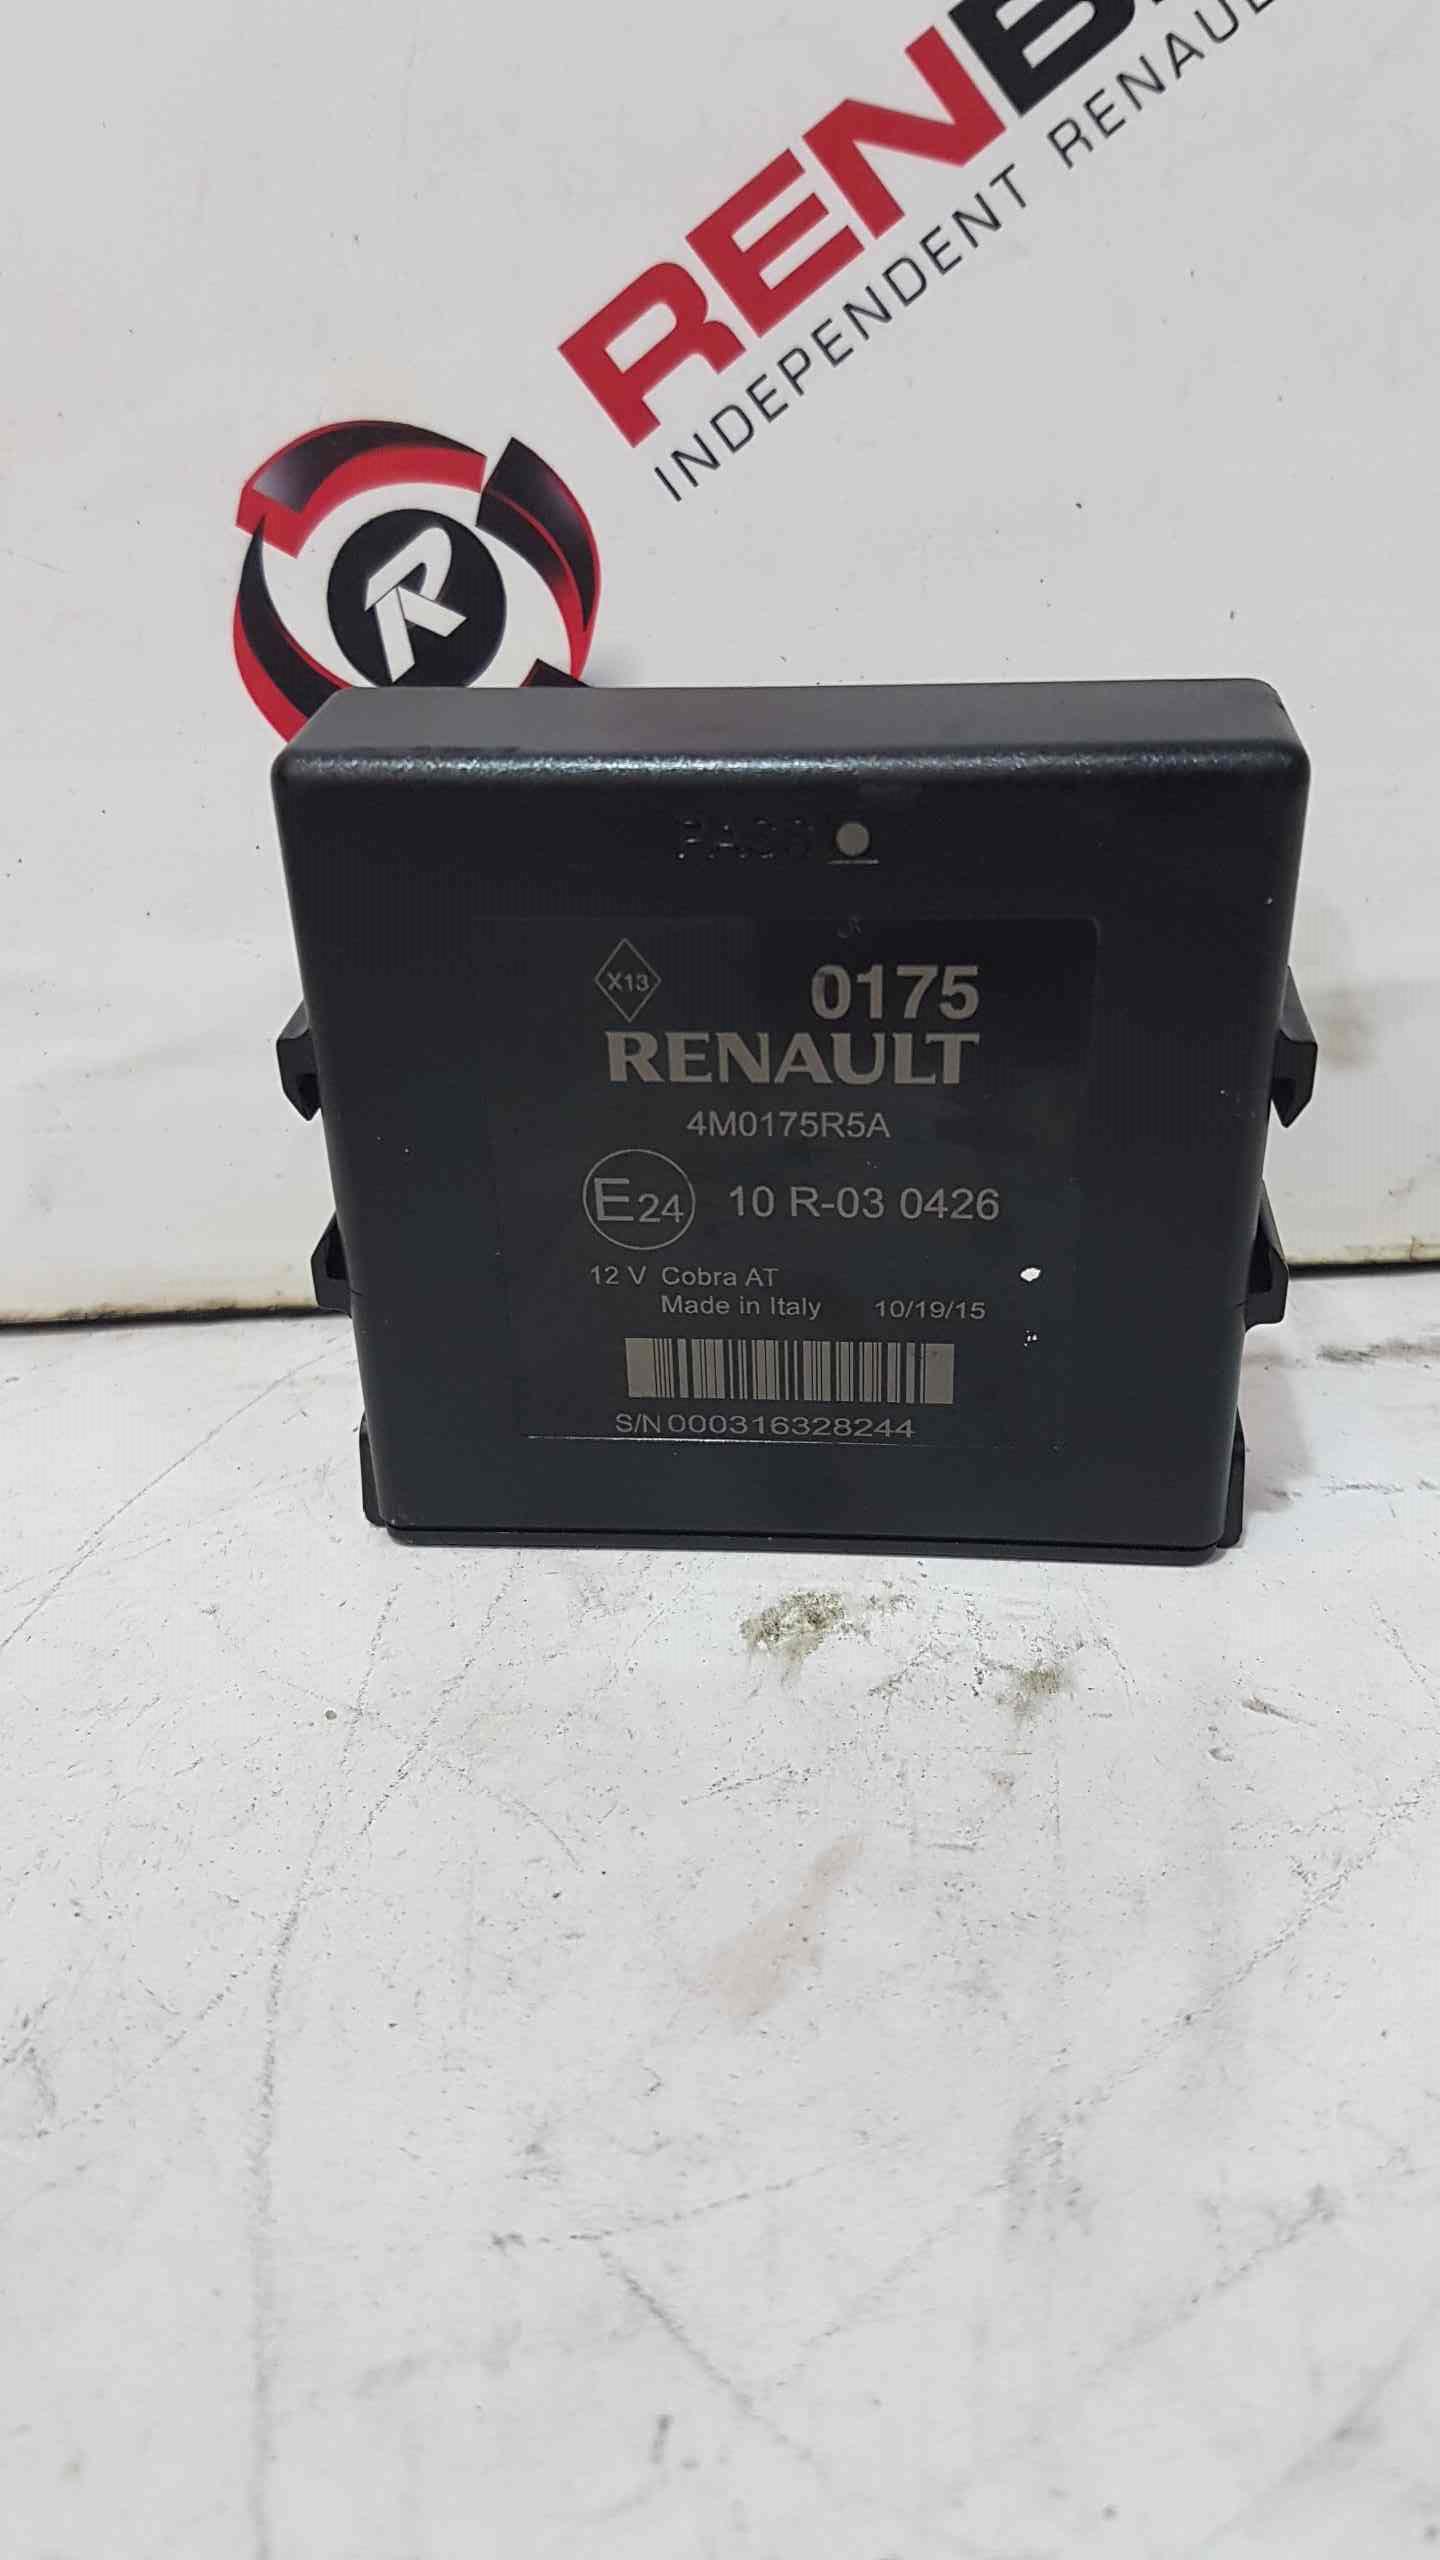 REN
INDEPENDENT RENAUL
R
X13
0175
RENAULT
4M0175R5A
E24 10 R-03 0426
12 V Cobra AT
Made in Italy 10/19/15
S/N 000316328244